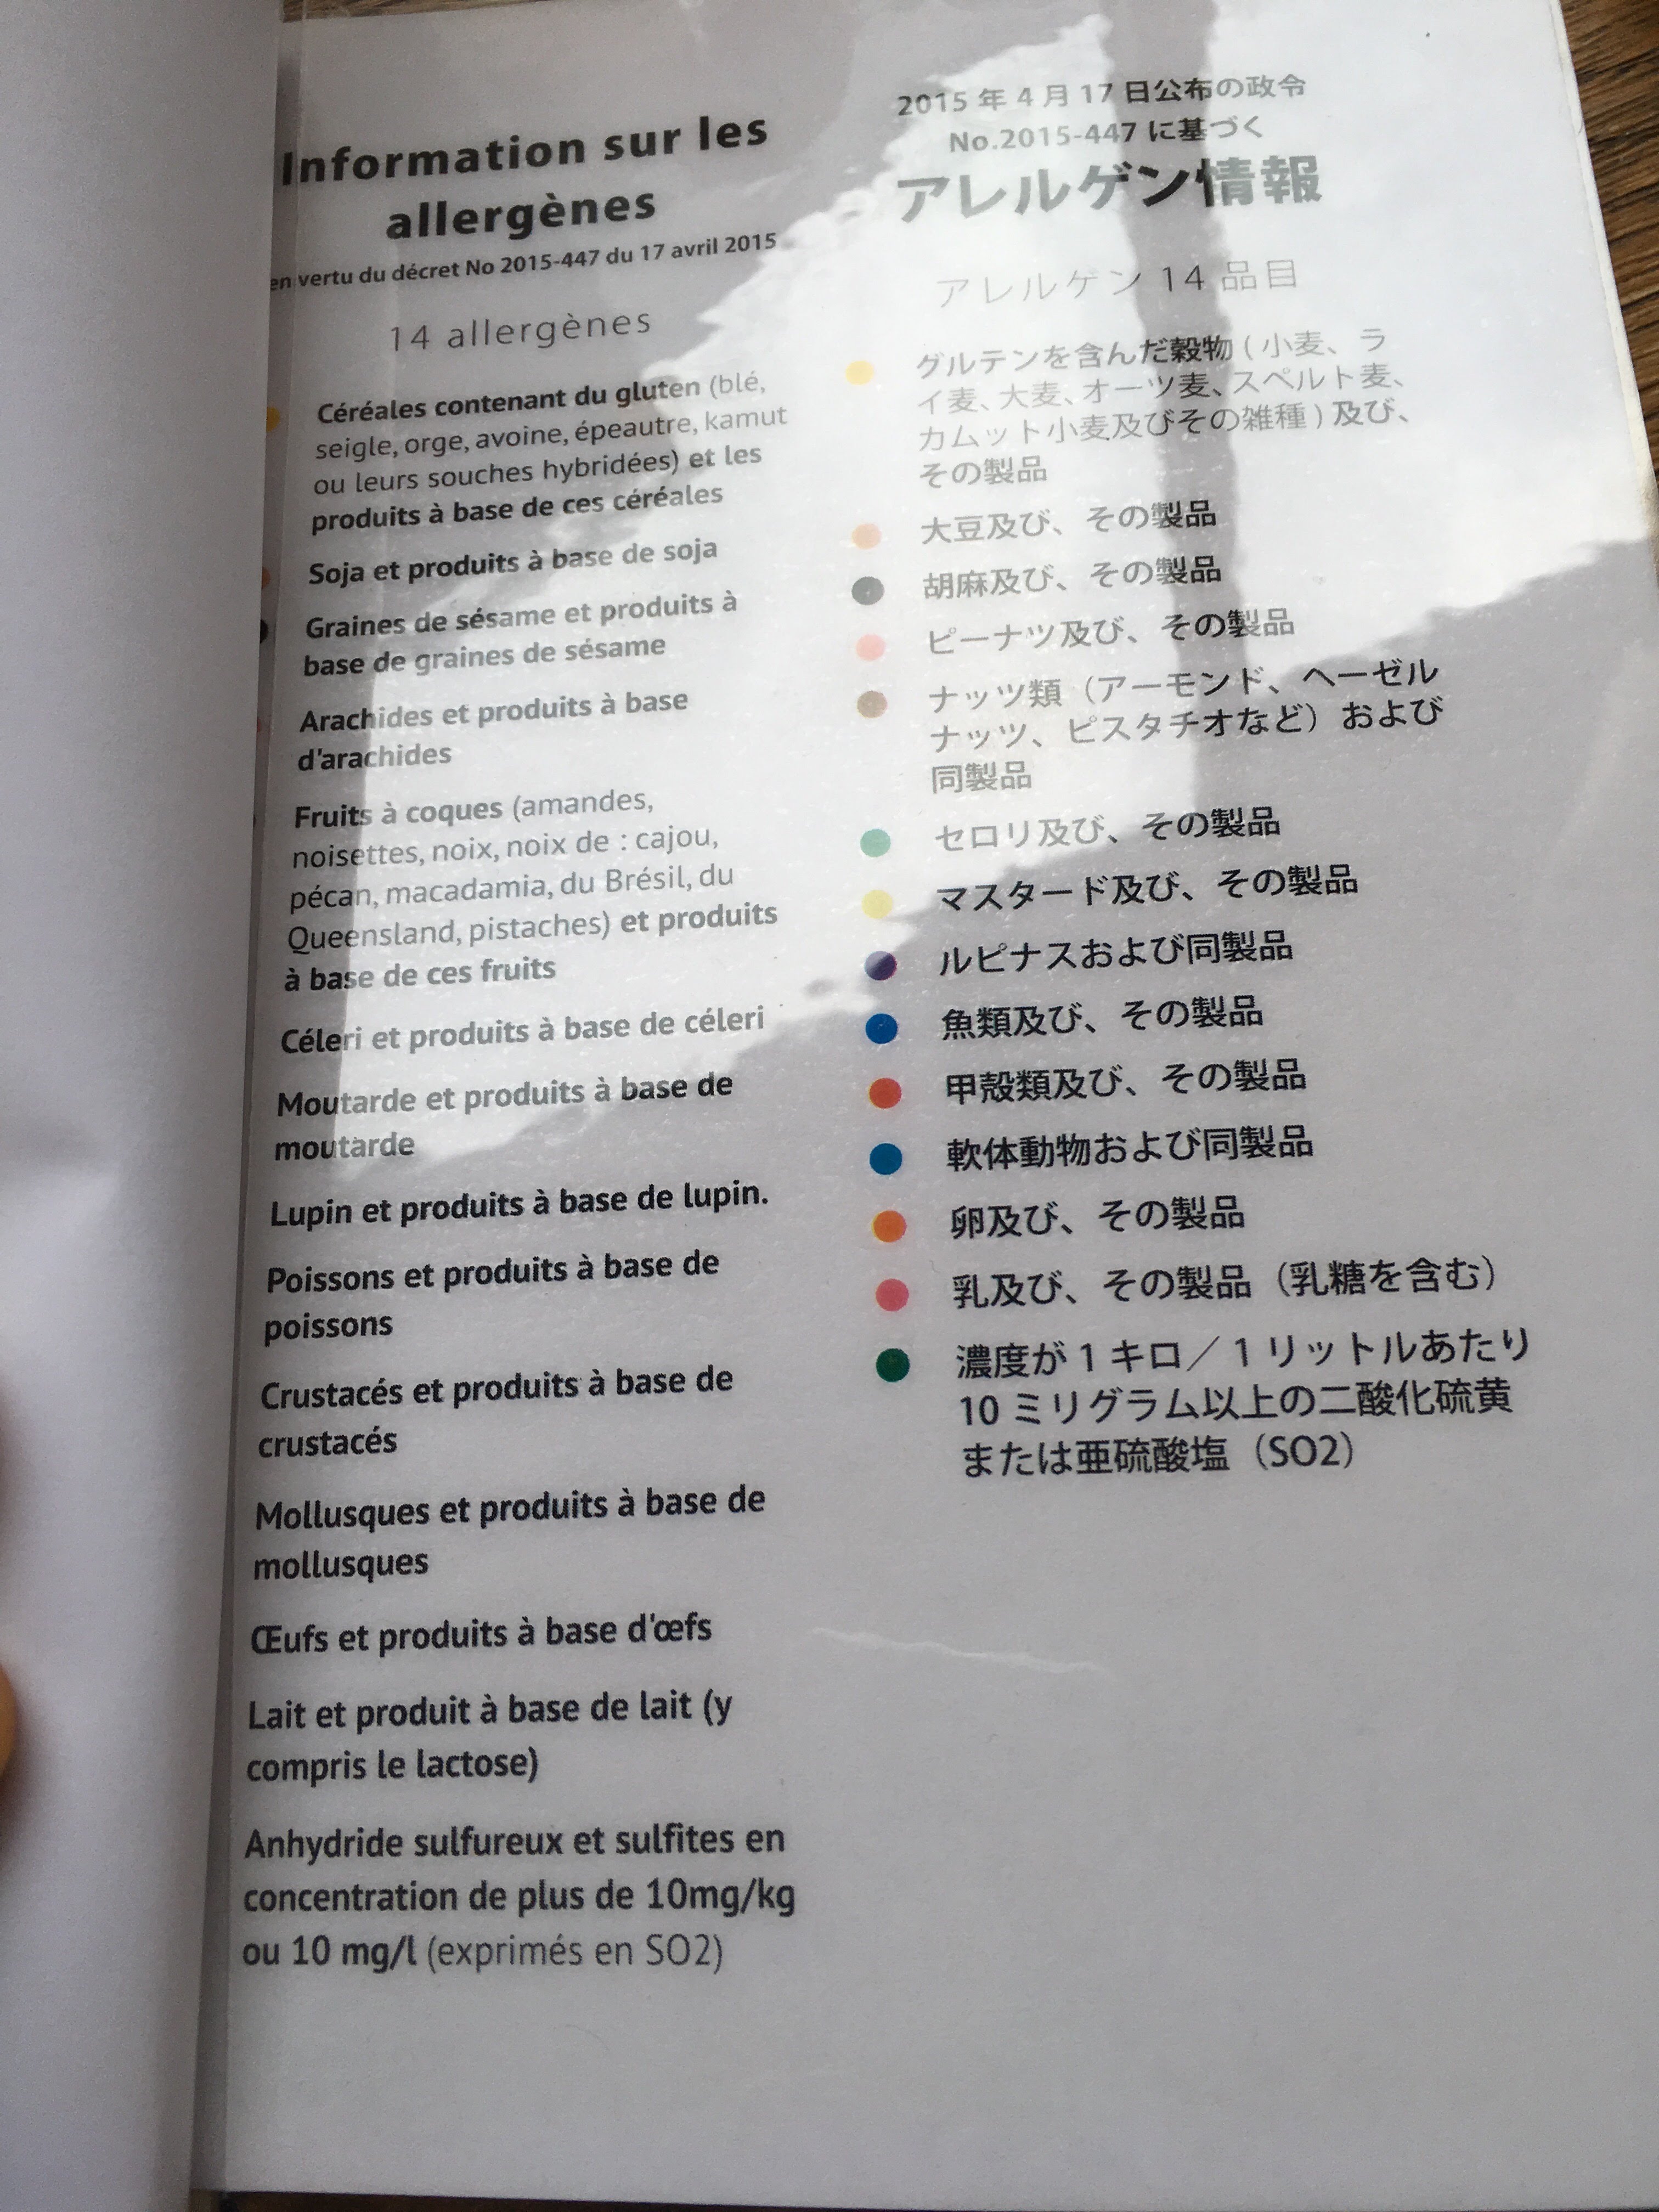 Information sur les
allergènes
en vertu du décret No 2015-447 du 17 avril 2015
14 allergènes
Céréales contenant du gluten (blé,
seigle, orge, avoine, épeautre, kamut
ou leurs souches hybridées) et les
produits à base de ces céréales
Soja et produits à base de soja
Graines de sésame et produits à
base de graines de sésame
Arachides et produits à base
d'arachides
Fruits à coques (amandes,
noisettes, noix, noix de : cajou,
pécan, macadamia, du Brésil, du
Queensland, pistaches) et produits
à base de ces fruits
Céleri et produits à base de céleri
Moutarde et produits à base de
moutarde
Lupin et produits à base de lupin.
Poissons et produits à base de
poissons
Crustacés et produits à base de
crustacés
Mollusques et produits à base de
mollusques
Œufs et produits à base d'œfs
Lait et produit à base de lait (y
compris le lactose)
Anhydride sulfureux et sulfites en
concentration de plus de 10mg/kg
ou 10 mg/l (exprimés en SO2)
2015 年 4 月 17 日公布の政令
No.2015-447 に基づく
アレルゲン情報
アレルゲン 14 品目
グルテンを含んだ穀物 ( 小麦、ラ
イ麦、大麦、オーツ麦、スペルト麦、
カムット小麦及びその雑種 ) 及び、
その製品
大豆及び、その製品
胡麻及び、その製品
ピーナツ及び、その製品
ナッツ類（アーモンド、ヘーゼル
ナッツ、ピスタチオなど）および
同製品
セロリ及び、その製品
マスタード及び、その製品
ルピナスおよび同製品
魚類及び、その製品
甲殻類及び、その製品
軟体動物および同製品
卵及び、その製品
乳及び、その製品（乳糖を含む）
濃度が 1 キロ／ 1 リットルあたり
10 ミリグラム以上の二酸化硫黄
または亜硫酸塩（SO2）